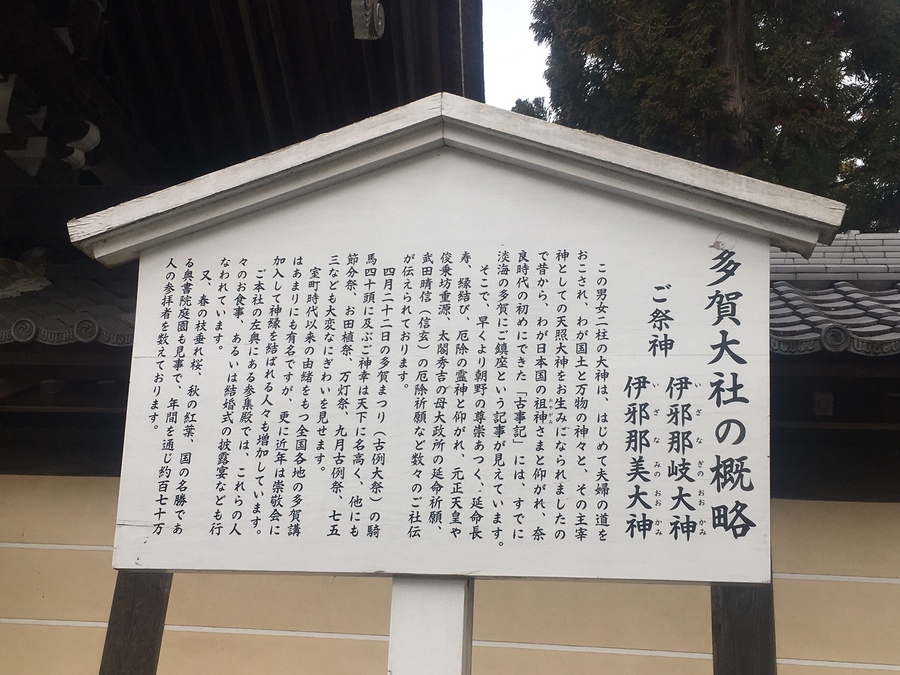 多賀大社の概略
ご祭神
伊邪那岐大神
いざなぎのおおかみ
伊邪那美大神
いざなみのおおかみ
この男女二柱の大神は、はじめて夫婦の道を
おこされ、わが国土と万物の神々と、その主宰
神としての天照大神をお生みになられましたの
で昔から、わが日本国の祖神さまと仰がれ、奈
良時代の初めにできた「古事記」には、すでに
淡海の多賀にご鎮座という記事が見えています。
そこで、早くより朝野の尊崇あつく、延命長
寿、縁結び、厄除の霊神と仰がれ、元正天皇や
俊乗坊重源、太閤秀吉の母大政所の延命祈願、
武田晴信（信玄）の厄除祈願など数々のご社伝
が伝えられております。
四月二十二日の多賀まつり（古例大祭）の騎
馬四十頭に及ぶご神幸は天下に名高く、他にも
節分祭、お田植祭、万灯祭、九月古例祭、七五
三なども大変なにぎわいを見せます。
室町時代以来の由緒をもつ全国各地の多賀講
はあまりにも有名ですが、更に近年は崇敬会に
加入して神縁を結ばれる人々も増加しています。
ご本社の左奥にある参集殿では、これらの人
々のお食事、あるいは結婚式の披露宴なども行
なわれています。
又、春の枝垂れ桜、秋の紅葉、国の名勝であ
る奥書院庭園も見事で、年間を通じ約百七十万
人の参拝者を数えております。